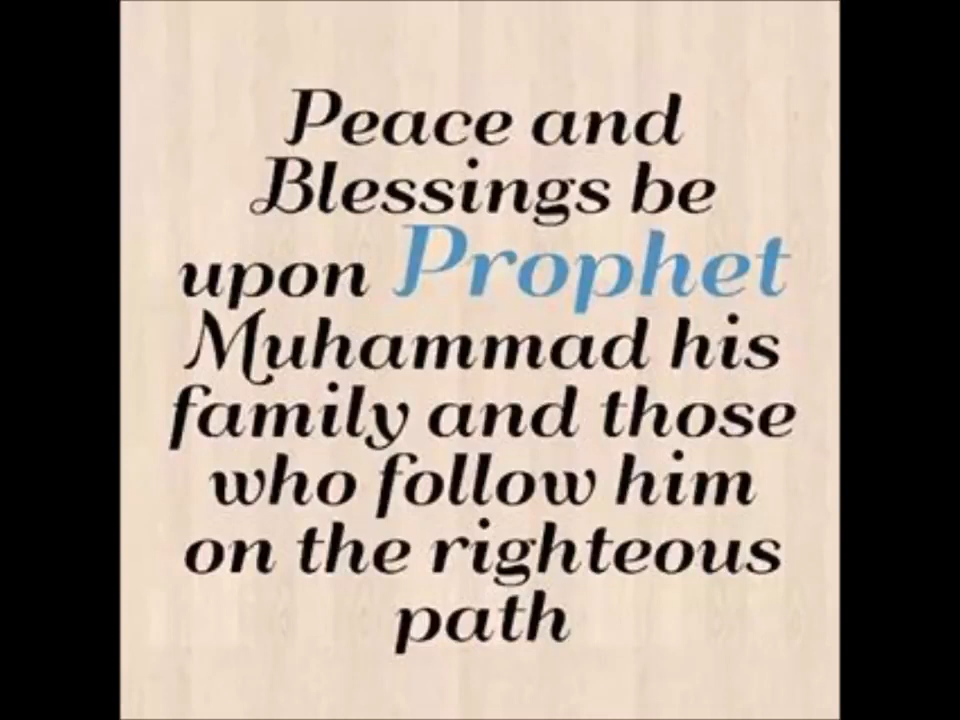 Peace and
Blessings be
upon Prophet
Muhammad his
family and those
who follow him
on the righteous
path